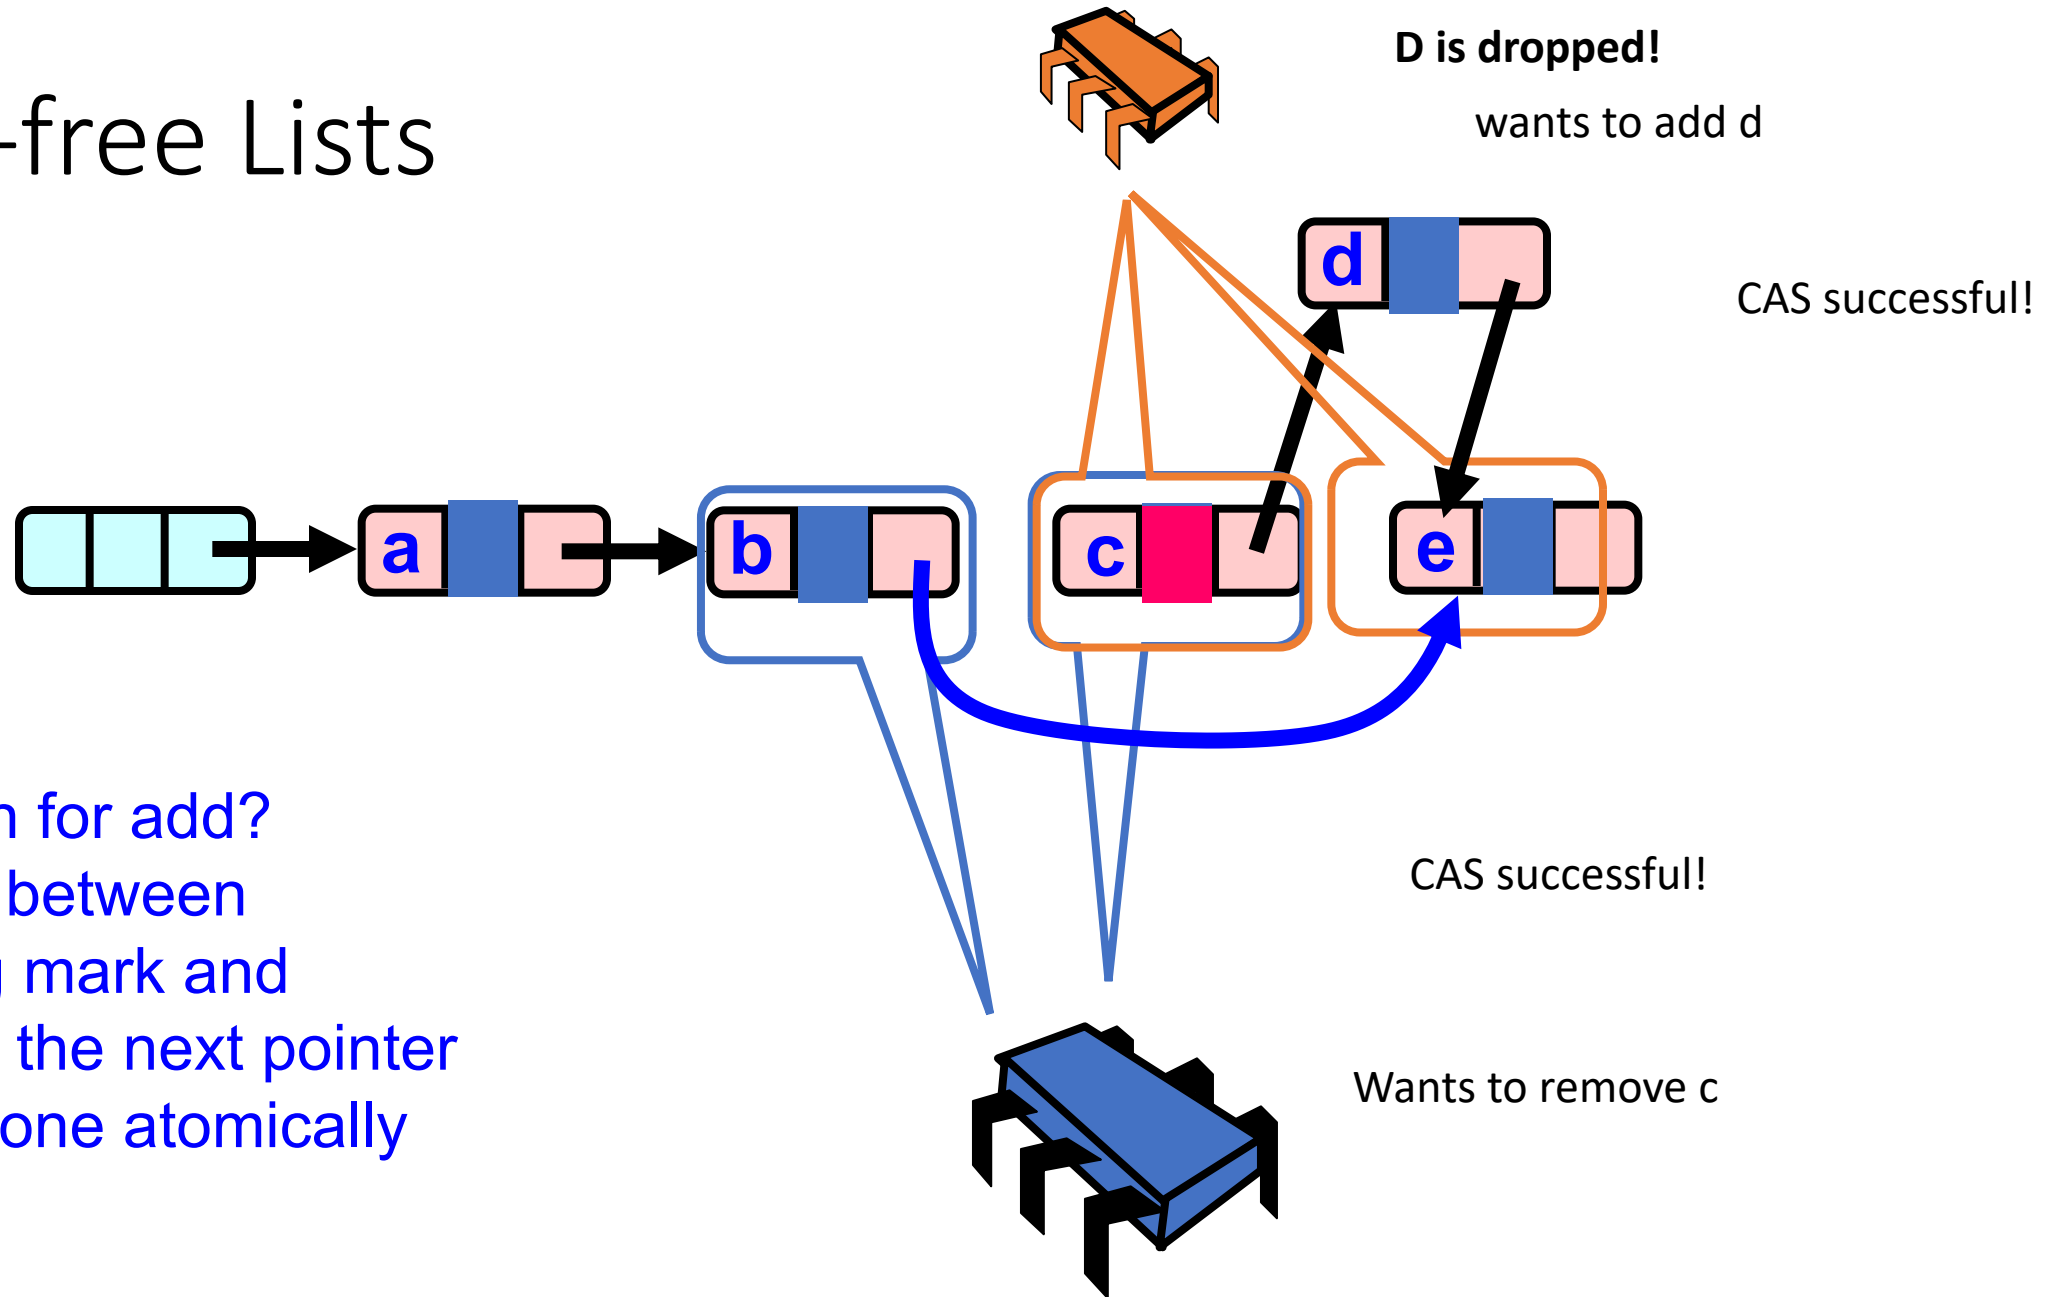 D is dropped!
-free Lists
wants to add d
d
CAS successful!
a
b
c
e
for add?
between
mark and
the next pointer
one atomically
CAS successful!
Wants to remove c